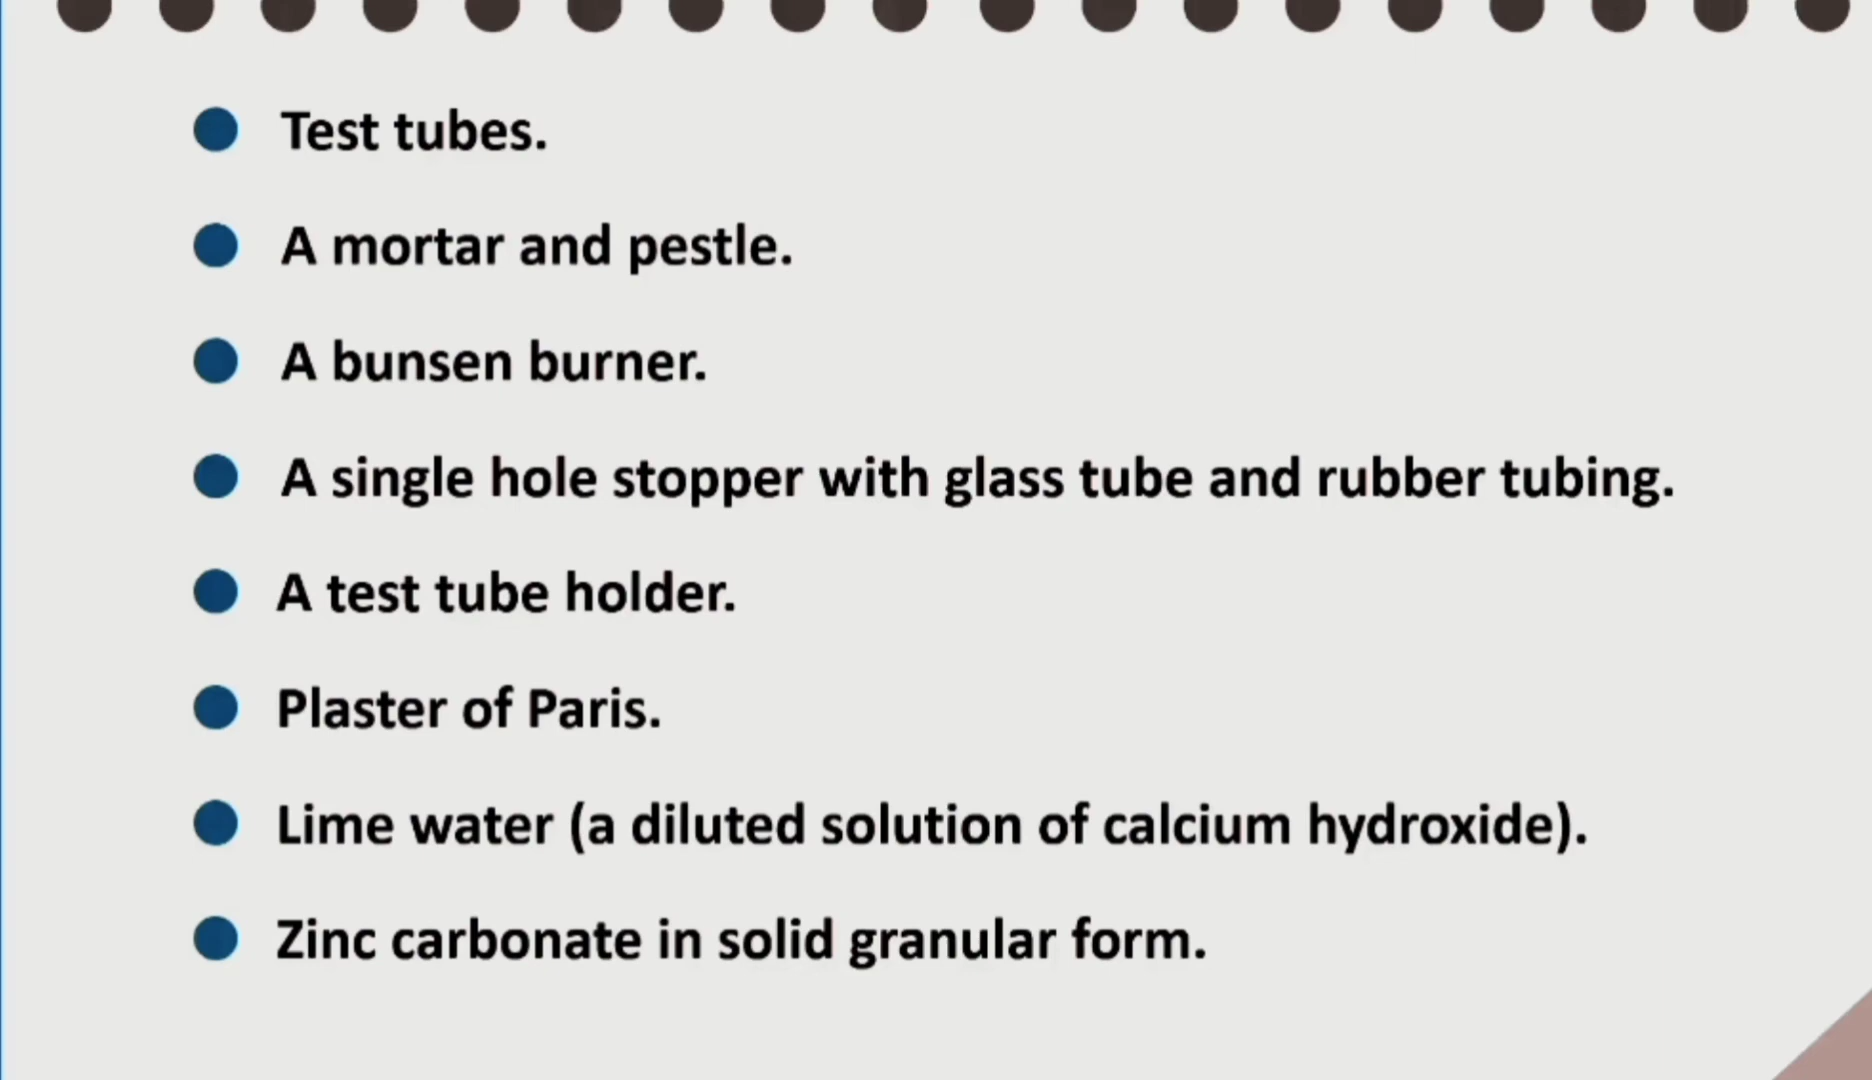 Test tubes.
A mortar and pestle.
A bunsen burner.
A single hole stopper with glass tube and rubber tubing.
A test tube holder.
Plaster of Paris.
Lime water (a diluted solution of calcium hydroxide).
Zinc carbonate in solid granular form.